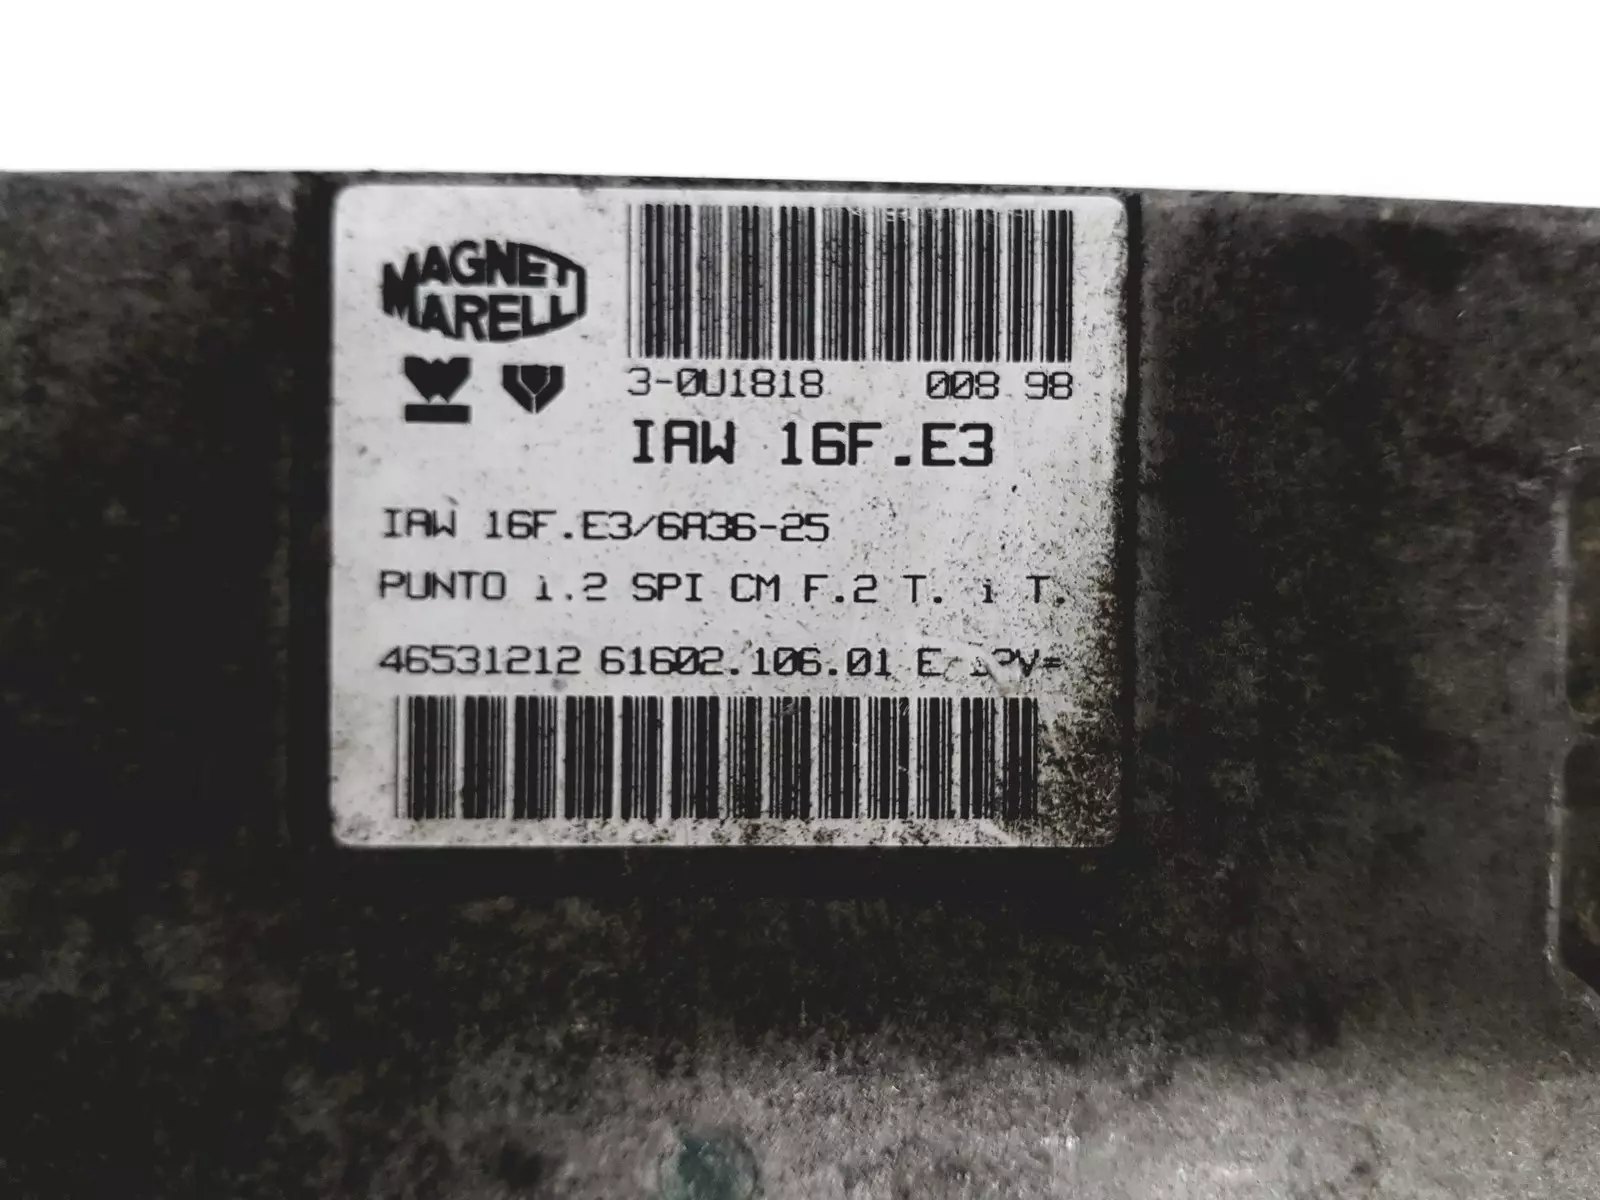 MAGNETI
MARELLI
3-0U1818 008 98
IAW 16F.E3
IAW 16F.E3/6A36-25
PUNTO 1.2 SPI CM F.2 T. T.
46531212 61602.106.01 E